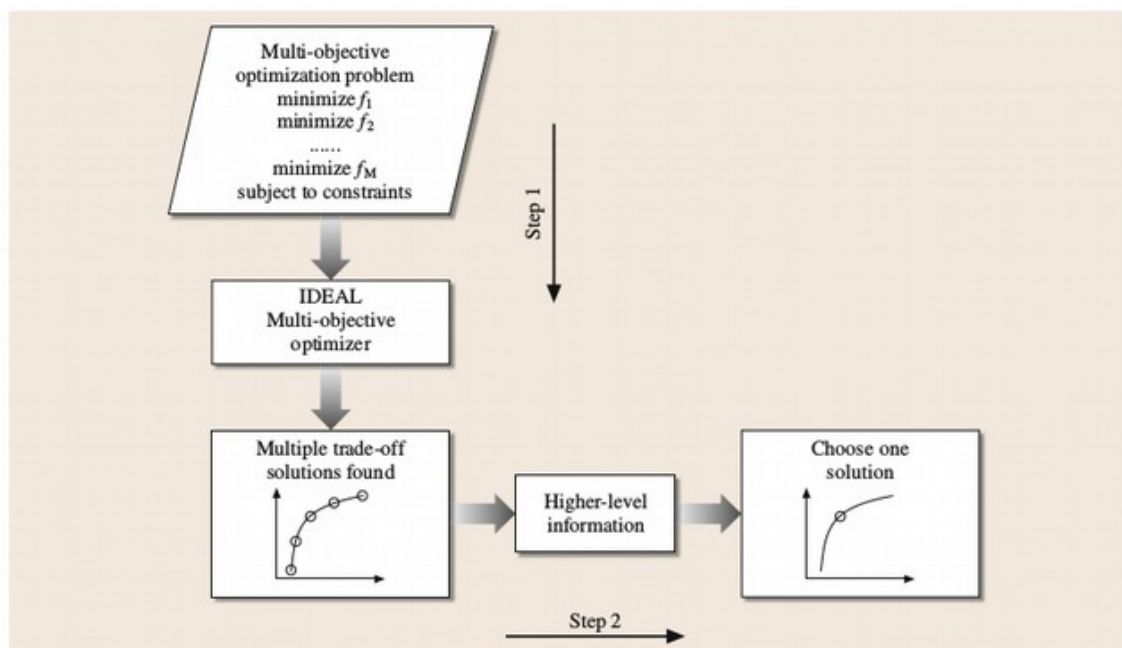 Multi-objective
optimization problem
minimize f1
minimize f2
......
minimize fM
subject to constraints
Step 1
IDEAL
Multi-objective
optimizer
Multiple trade-off
solutions found
Higher-level
information
Choose one
solution
Step 2